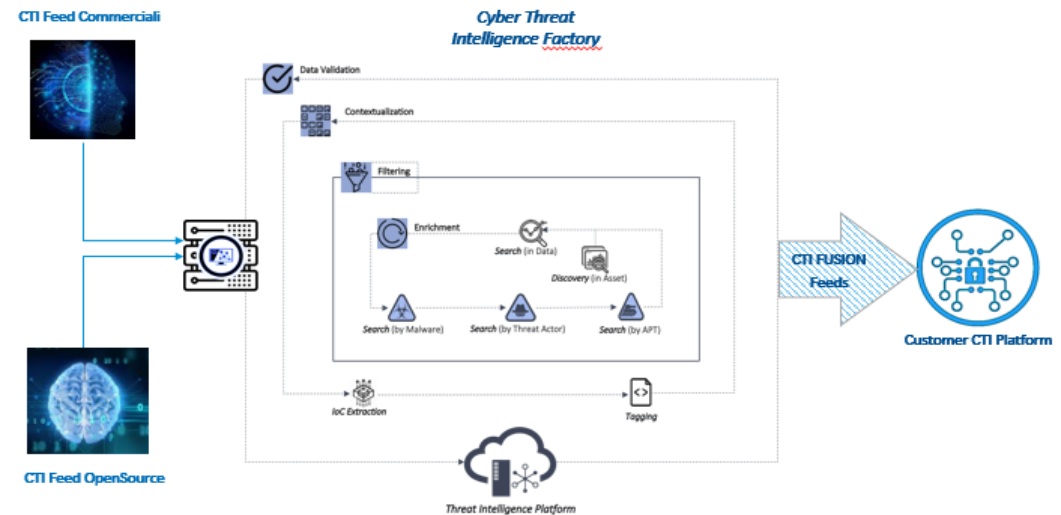 CTI Feed Commerciali
Cyber Threat
Intelligence Factory
Data Validation
Contextualization
Filtering
Enrichment
Search (in Data)
Discovery (in Asset)
Search (by Malware)
Search (by Threat Actor)
Search (by APT)
IoC Extraction
Tagging
Threat Intelligence Platform
CTI Feed OpenSource
CTI FUSION
Feeds
Customer CTI Platform